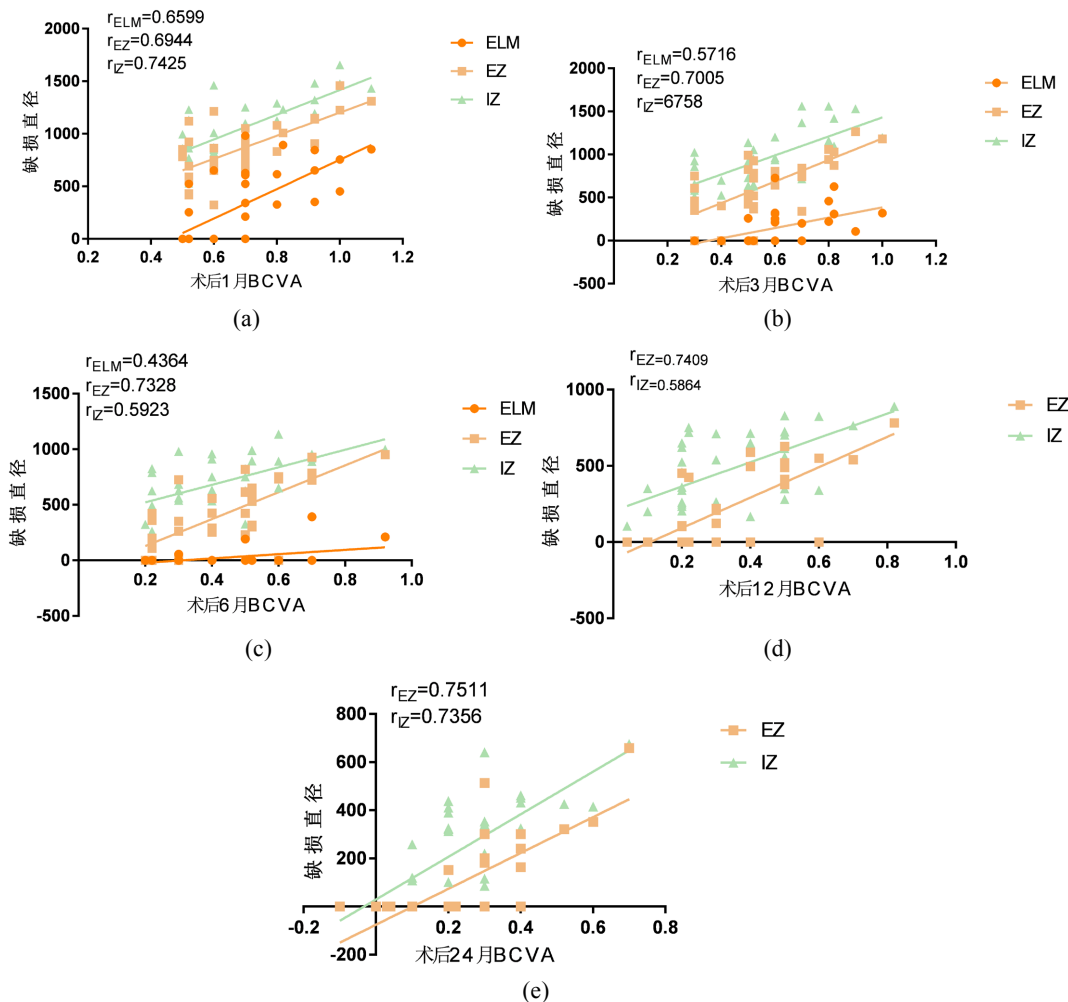 r_ELM=0.6599
r_EZ=0.6944
r_IZ=0.7425
ELM
EZ
IZ
2000
1500
1000
500
0
缺损直径
0.2 0.4 0.6 0.8 1.0 1.2
术后1月BCVA
(a)
r_ELM=0.5716
r_EZ=0.7005
r_IZ=6758
ELM
EZ
IZ
2000
1500
1000
500
0
-500
缺损直径
0.2 0.4 0.6 0.8 1.0 1.2
术后3月BCVA
(b)
r_ELM=0.4364
r_EZ=0.7328
r_IZ=0.5923
ELM
EZ
IZ
1500
1000
500
0
-500
缺损直径
0.0 0.2 0.4 0.6 0.8 1.0
术后6月BCVA
(c)
r_EZ=0.7409
r_IZ=0.5864
EZ
IZ
1000
500
0
-500
缺损直径
0.0 0.2 0.4 0.6 0.8 1.0
术后12月BCVA
(d)
r_EZ=0.7511
r_IZ=0.7356
EZ
IZ
800
600
400
200
-200
缺损直径
-0.2 0.2 0.4 0.6 0.8
术后24月BCVA
(e)